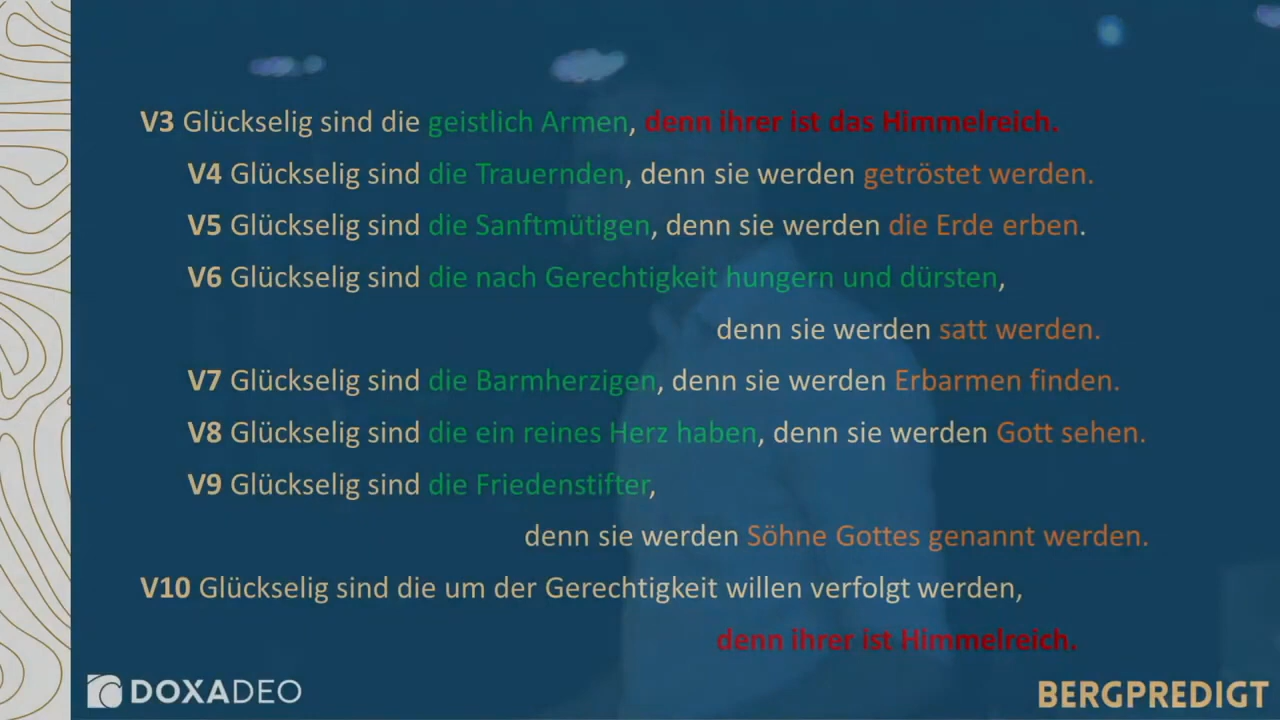 V3 Glückselig sind die geistlich Armen, denn ihrer ist das Himmelreich.
V4 Glückselig sind die Trauernden, denn sie werden getröstet werden.
V5 Glückselig sind die Sanftmütigen, denn sie werden die Erde erben.
V6 Glückselig sind die nach Gerechtigkeit hungern und dürsten,
denn sie werden satt werden.
V7 Glückselig sind die Barmherzigen, denn sie werden Erbarmen finden.
V8 Glückselig sind die ein reines Herz haben, denn sie werden Gott sehen.
V9 Glückselig sind die Friedenstifter,
denn sie werden Söhne Gottes genannt werden.
V10 Glückselig sind die um der Gerechtigkeit willen verfolgt werden,
denn ihrer ist Himmelreich.
DOXADEO
BERGPREDIGT